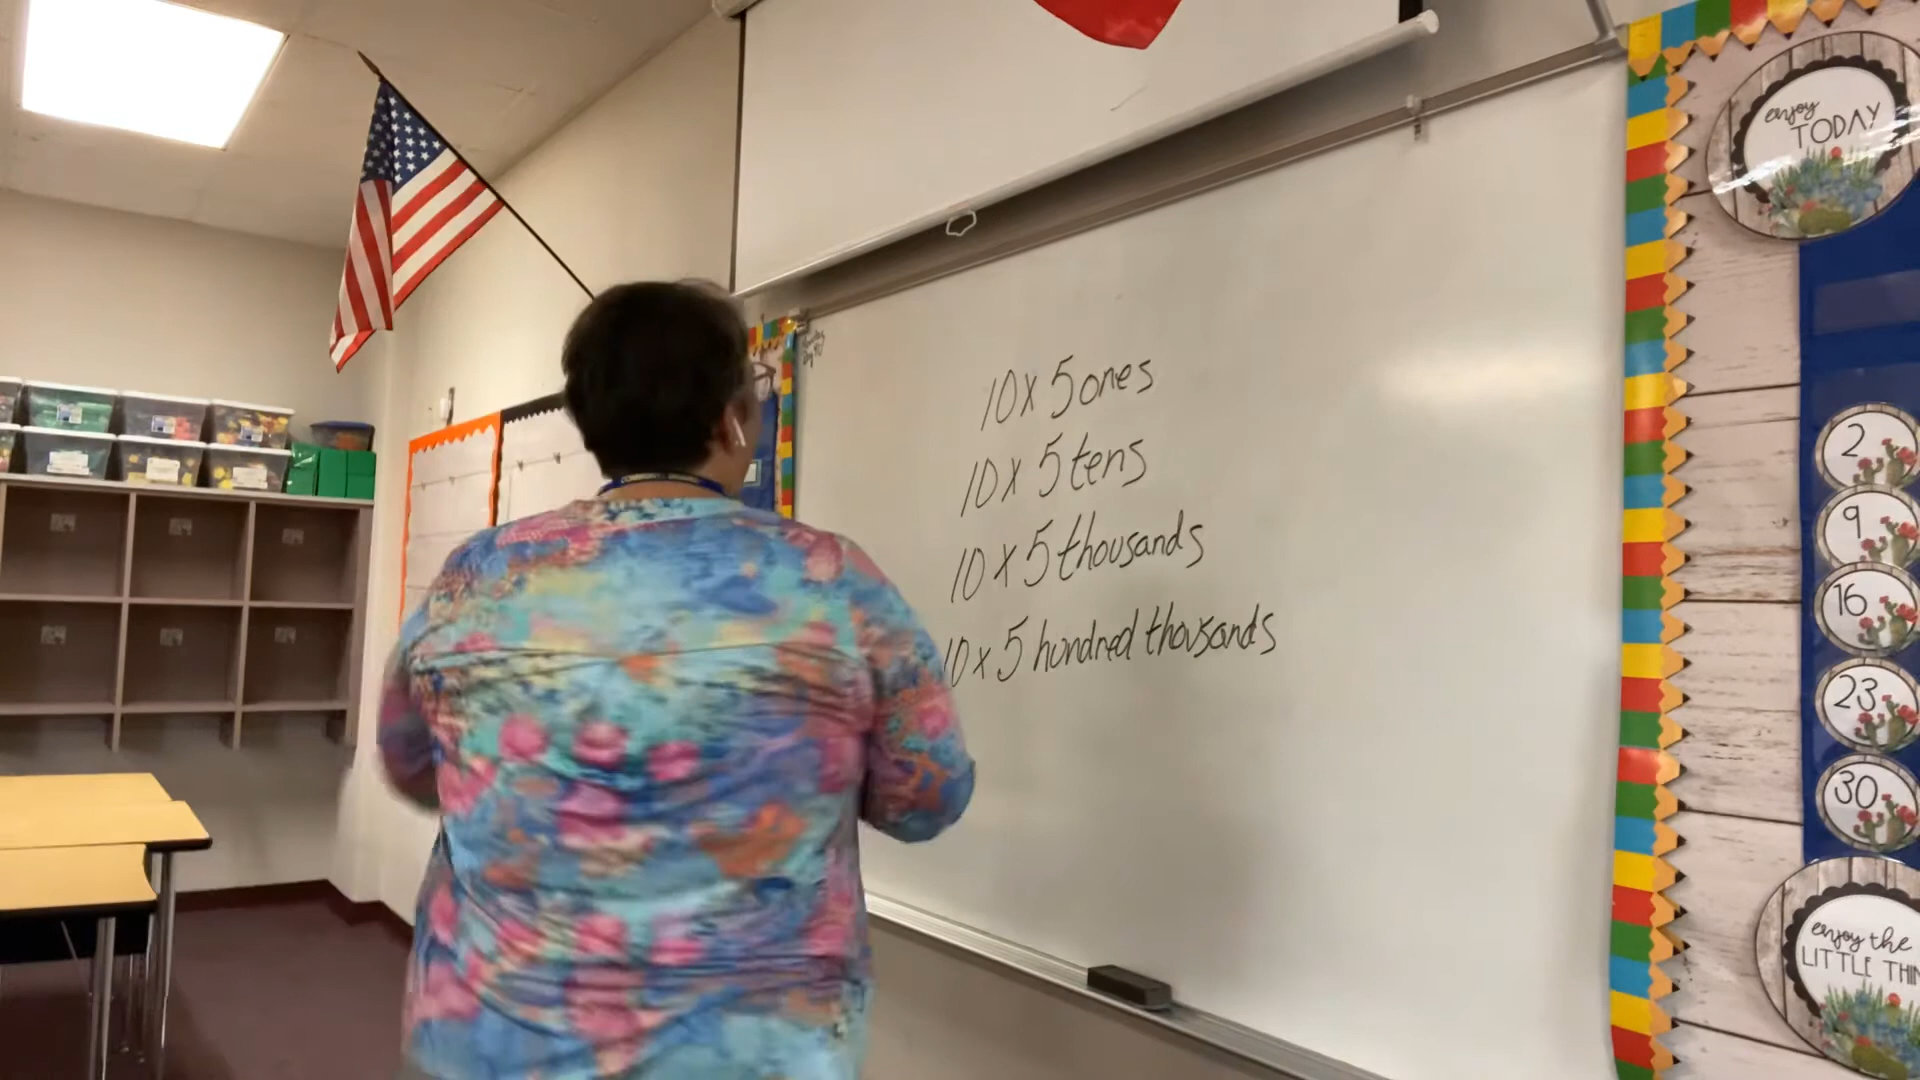 10 x 5 ones
10 x 5 tens
10 x 5 thousands
10 x 5 hundred thousands
enjoy
TODAY
2
9
16
23
30
enjoy the
LITTLE